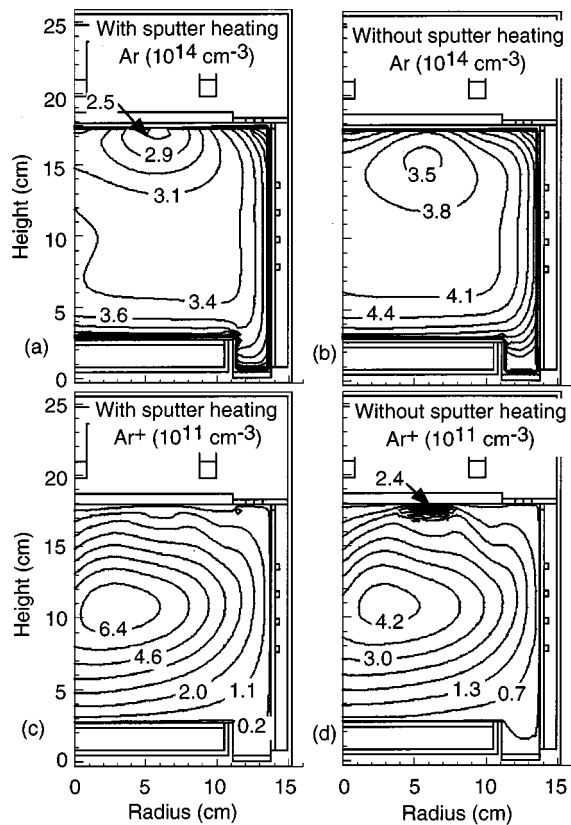 With sputter heating
Ar (10^14 cm-3)
Without sputter heating
Ar (10^14 cm-3)
25
20
15
10
5
0
Height (cm)
2.5
2.9
3.1
3.4
3.6
(a)
3.5
3.8
4.1
4.4
(b)
With sputter heating
Ar+ (10^11 cm-3)
Without sputter heating
Ar+ (10^11 cm-3)
25
20
15
10
5
0
Height (cm)
6.4
4.6
2.0
1.1
0.2
(c)
2.4
4.2
3.0
1.3
0.7
(d)
0 5 10 15
0 5 10 15
Radius (cm)
Radius (cm)